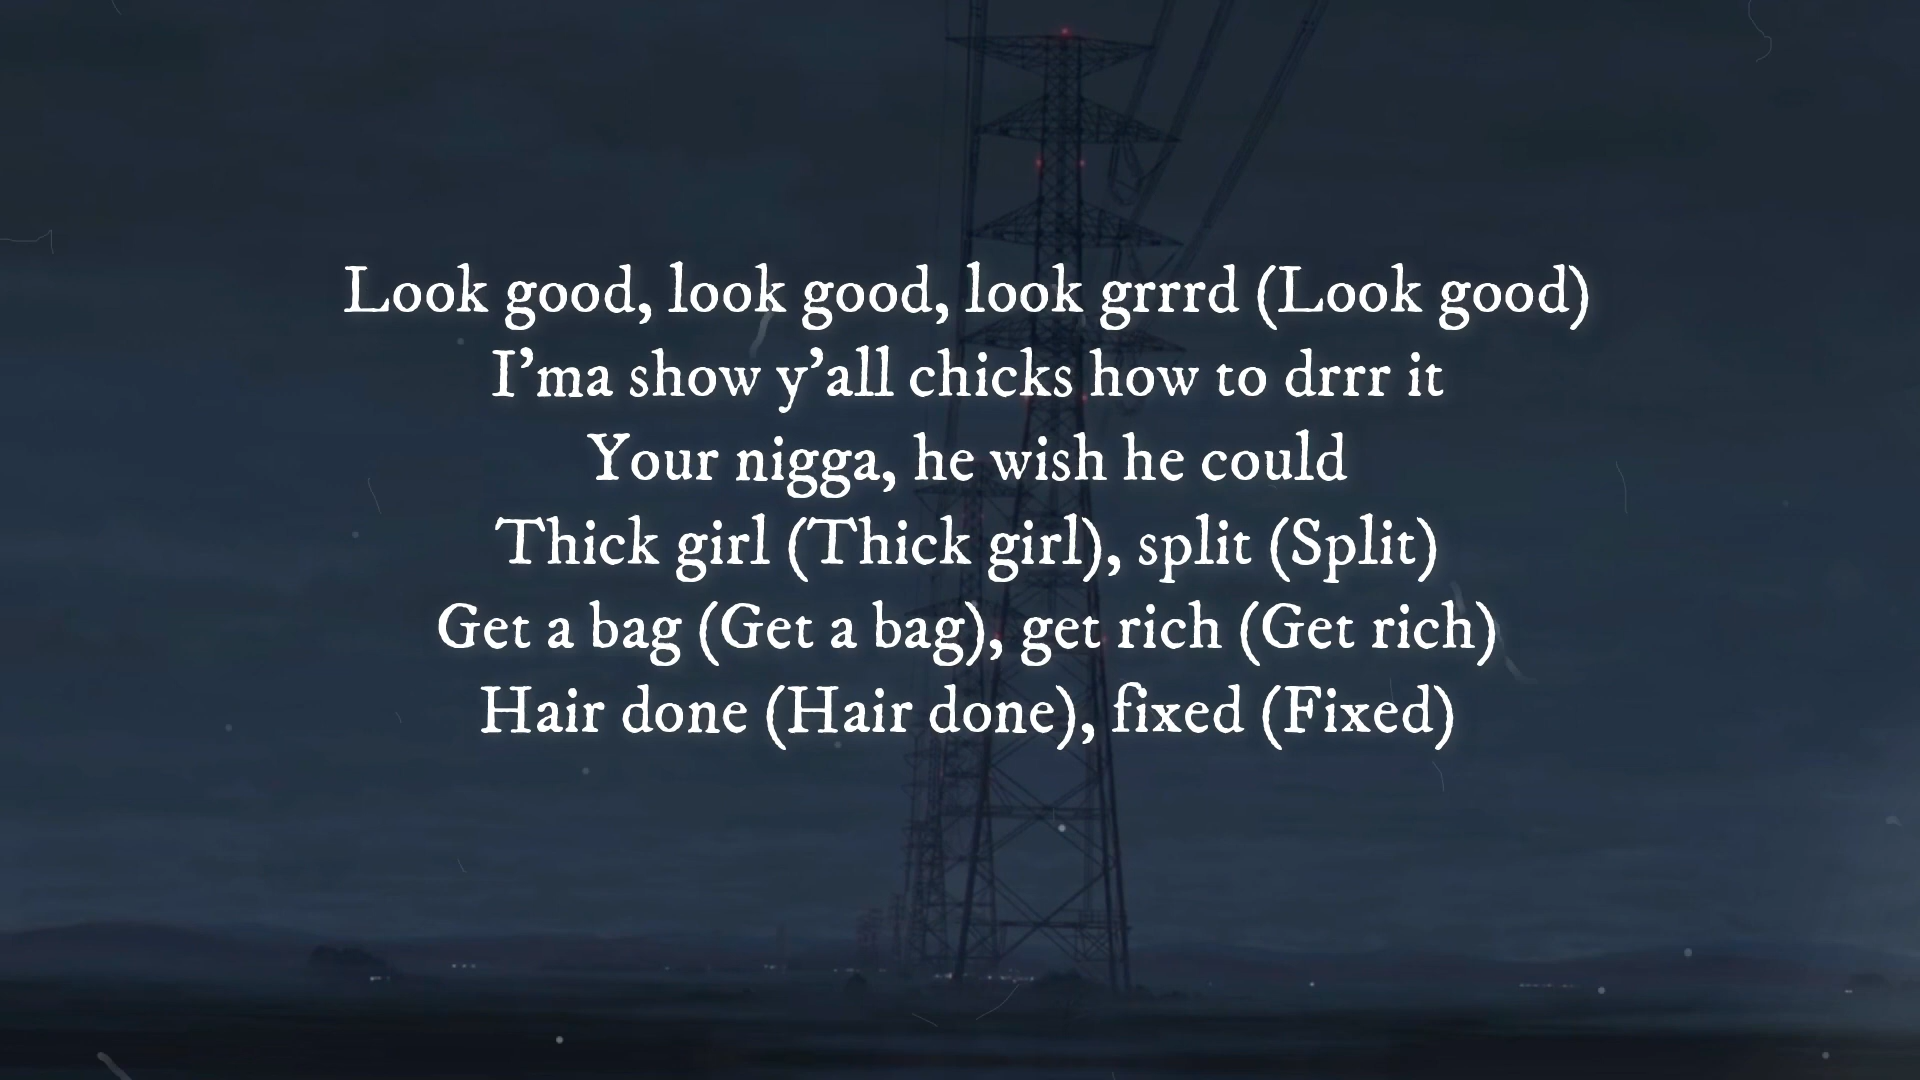 Look good, look good, look grrrd (Look good)
I'ma show y'all chicks how to drrr it
Your nigga, he wish he could
Thick girl (Thick girl), split (Split)
Get a bag (Get a bag), get rich (Get rich)
Hair done (Hair done), fixed (Fixed)